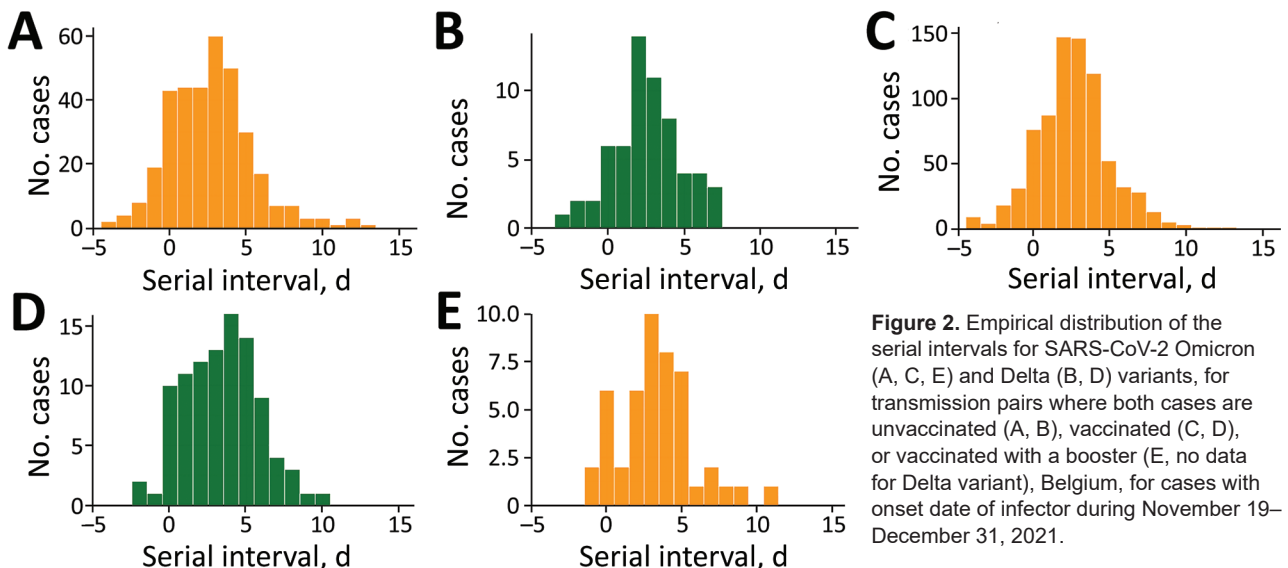 A
60
40
20
0
No. cases
–5
0
5
10
15
Serial interval, d
B
10
5
0
No. cases
–5
0
5
10
15
Serial interval, d
C
150
100
50
0
No. cases
–5
0
5
10
15
Serial interval, d
D
15
10
5
0
No. cases
–5
0
5
10
15
Serial interval, d
E
10.0
7.5
5.0
2.5
0
No. cases
–5
0
5
10
15
Serial interval, d
Figure 2. Empirical distribution of the
serial intervals for SARS-CoV-2 Omicron
(A, C, E) and Delta (B, D) variants, for
transmission pairs where both cases are
unvaccinated (A, B), vaccinated (C, D),
or vaccinated with a booster (E, no data
for Delta variant), Belgium, for cases with
onset date of infector during November 19–
December 31, 2021.